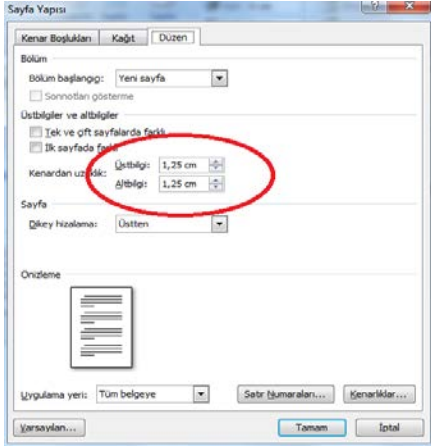 Sayfa Yapısı
Kenar Boşlukları Kağıt Düzen
Bölüm
Bölüm başlangıcı: Yeni sayfa
Sonnotları gösterme
Üstbilgiler ve altbilgiler
Tek ve çift sayfalarda farklı
İlk sayfada farklı
Kenardan uzaklık:
Üstbilgi: 1,25 cm
Altbilgi: 1,25 cm
Sayfa
Dikey hizalama: Üstten
Önizleme
Uygulama yeri: Tüm belgeye Satır Numaraları... Kenarlıklar...
Varsayılan... Tamam İptal